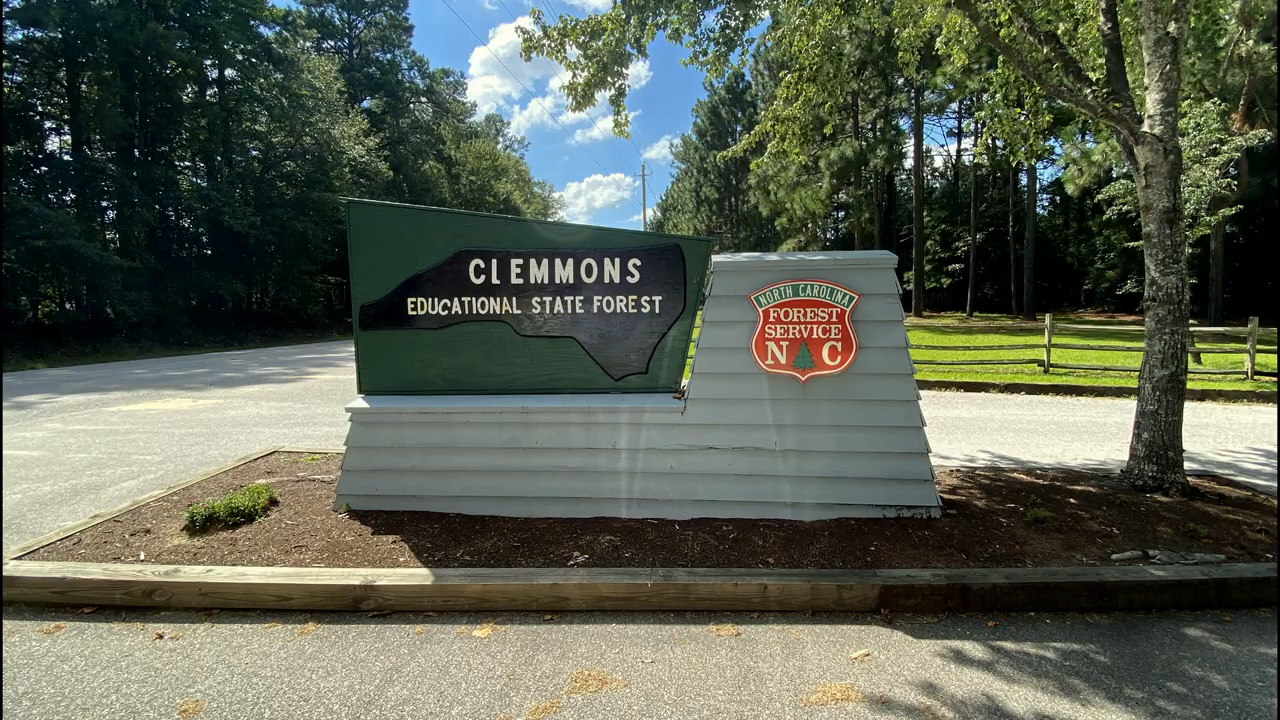 CLEMMONS
EDUCATIONAL STATE FOREST
NORTH CAROLINA
FOREST
SERVICE
N C